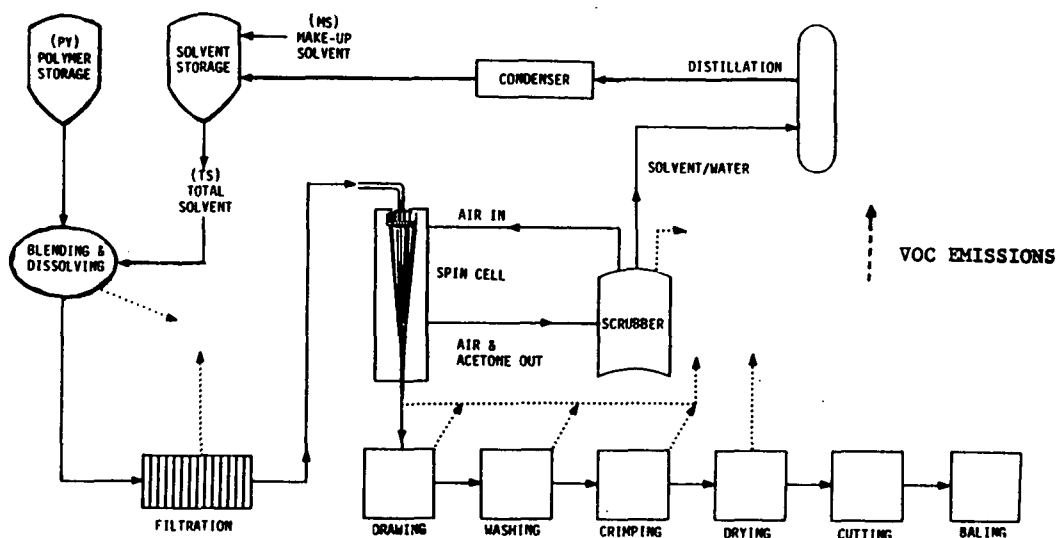 (PY)
POLYMER
STORAGE
SOLVENT
STORAGE
(MS)
MAKE-UP
SOLVENT
CONDENSER
DISTILLATION
(TS)
TOTAL
SOLVENT
SOLVENT/WATER
AIR IN
BLENDING &
DISSOLVING
SPIN CELL
VOC EMISSIONS
SCRUBBER
AIR &
ACETONE OUT
FILTRATION
DRAWING
WASHING
CRIMPING
DRYING
CUTTING
BALING